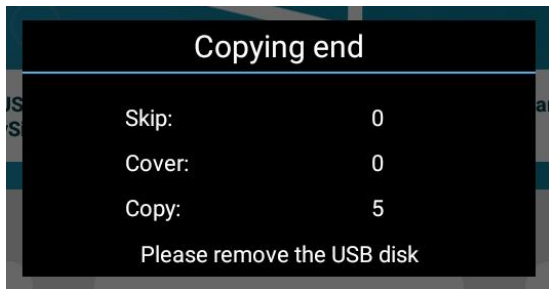 Copying end
Skip: 0
Cover: 0
Copy: 5
Please remove the USB disk